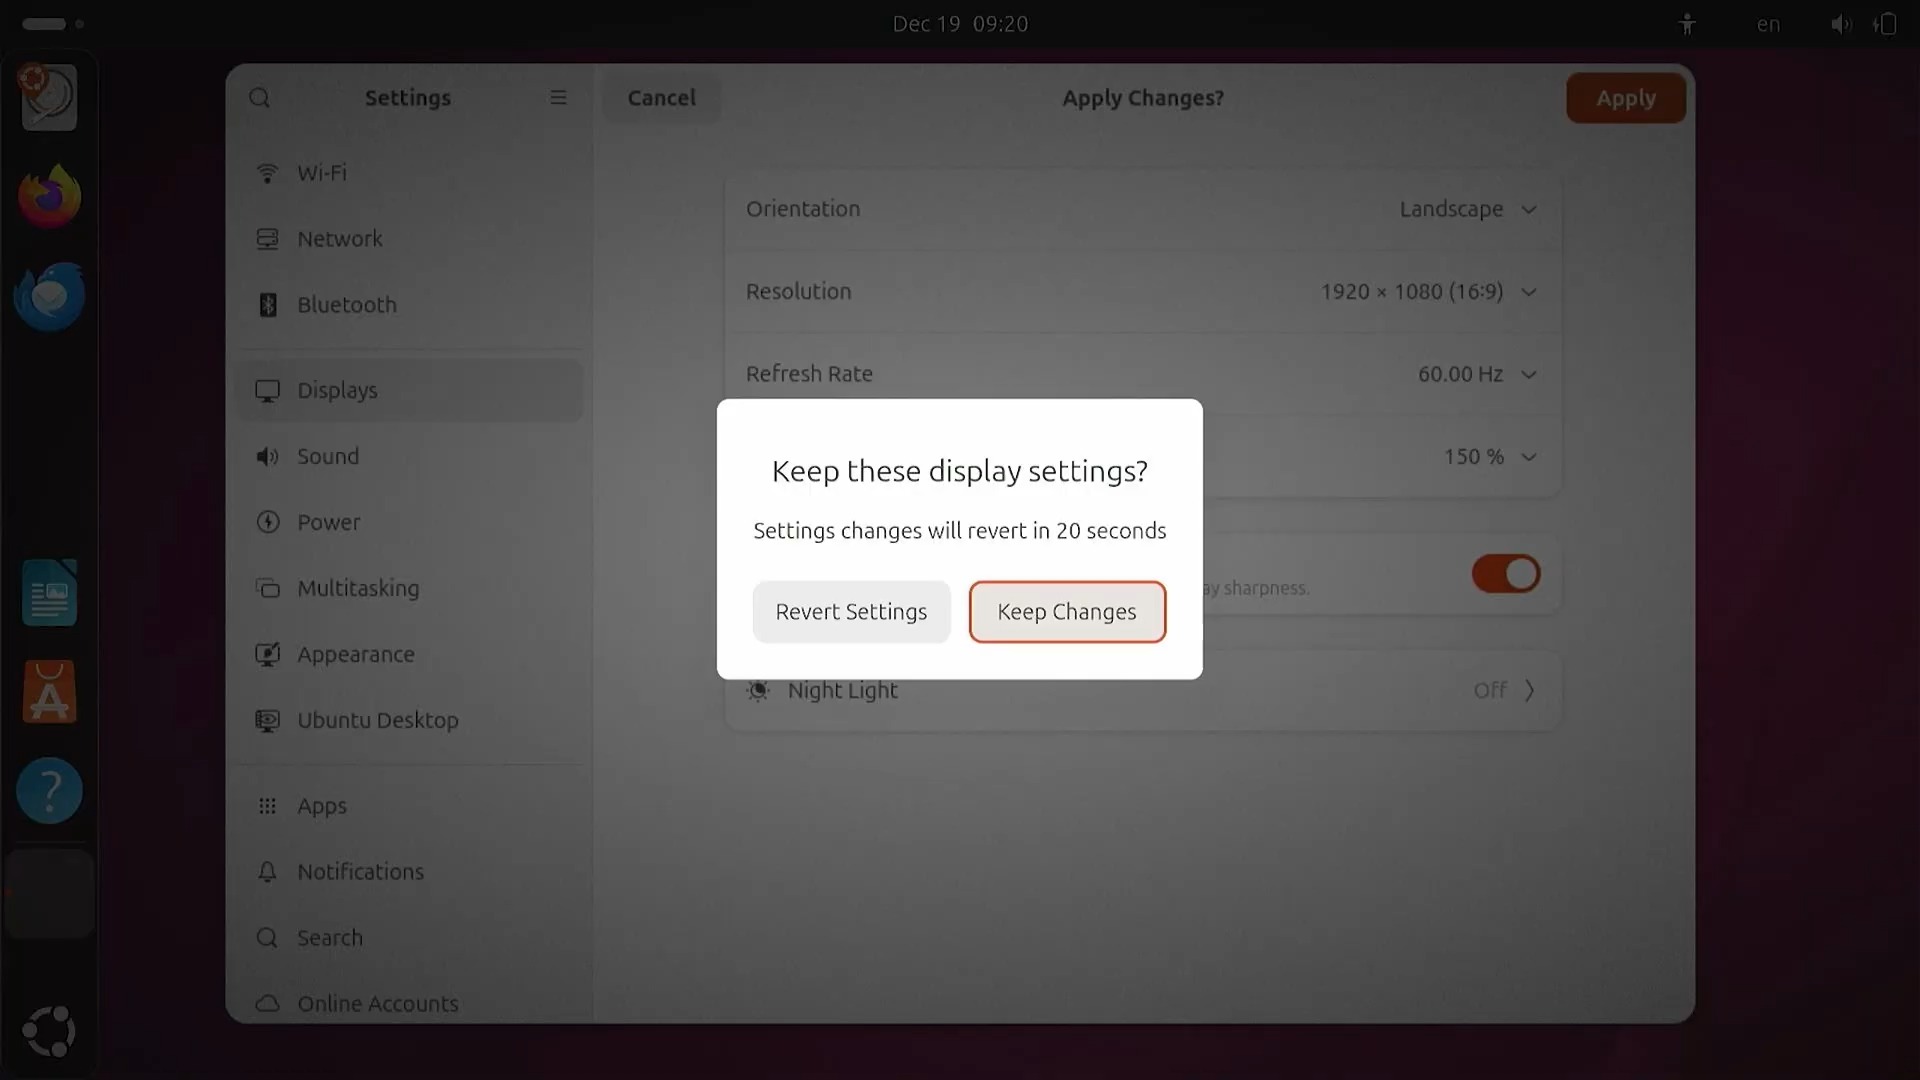 Dec 19 09:20
en
Settings
Cancel
Apply Changes?
Apply
Wi-Fi
Network
Bluetooth
Displays
Sound
Power
Multitasking
Appearance
Ubuntu Desktop
Apps
Notifications
Search
Online Accounts
Orientation
Landscape
Resolution
1920 × 1080 (16:9)
Refresh Rate
60.00 Hz
150 %
ay sharpness.
Night Light
Off
Keep these display settings?
Settings changes will revert in 20 seconds
Revert Settings
Keep Changes